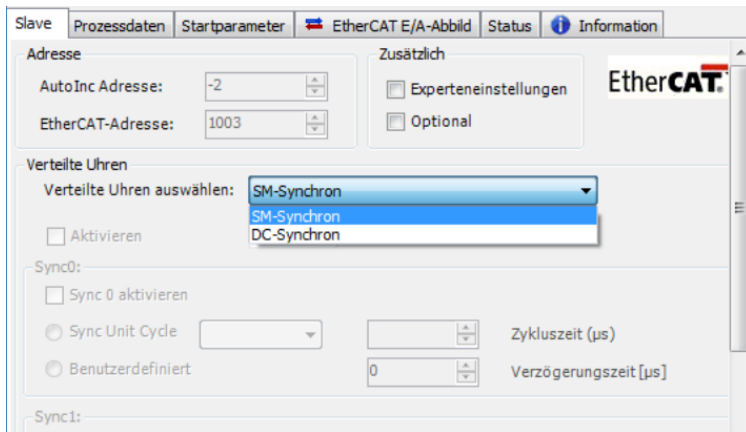 Slave Prozessdaten Startparameter EtherCAT E/A-Abbild Status Information
Adresse
AutoInc Adresse: -2
EtherCAT-Adresse: 1003
Zusätzlich
Experteneinstellungen
Optional
EtherCAT.
Verteilte Uhren
Verteilte Uhren auswählen: SM-Synchron
SM-Synchron
DC-Synchron
Aktivieren
Sync0:
Sync 0 aktivieren
Sync Unit Cycle Zykluszeit (µs)
Benutzerdefiniert 0 Verzögerungszeit [µs]
Sync1: